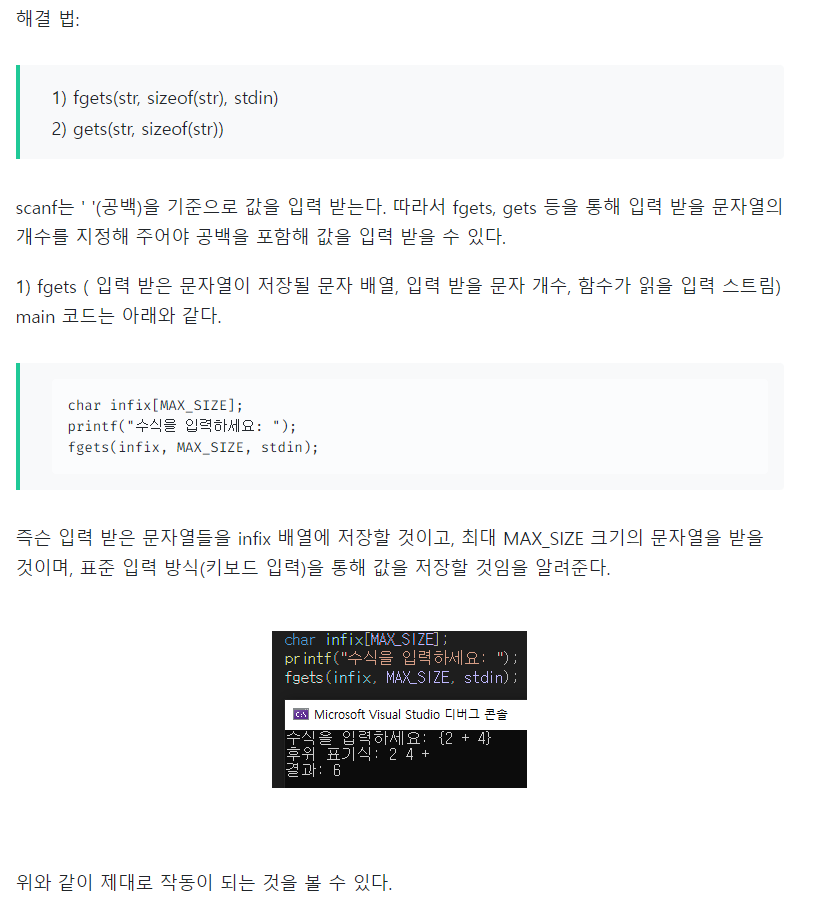 해결 법:
1) fgets(str, sizeof(str), stdin)
2) gets(str, sizeof(str))
scanf는 ' '(공백)을 기준으로 값을 입력 받는다. 따라서 fgets, gets 등을 통해 입력 받을 문자열의
개수를 지정해 주어야 공백을 포함해 값을 입력 받을 수 있다.
1) fgets ( 입력 받은 문자열이 저장될 문자 배열, 입력 받을 문자 개수, 함수가 읽을 입력 스트림)
main 코드는 아래와 같다.
char infix[MAX_SIZE];
printf("수식을 입력하세요: ");
fgets(infix, MAX_SIZE, stdin);
즉슨 입력 받은 문자열들을 infix 배열에 저장할 것이고, 최대 MAX_SIZE 크기의 문자열을 받을
것이며, 표준 입력 방식(키보드 입력)을 통해 값을 저장할 것임을 알려준다.
char infix[MAX_SIZE];
printf("수식을 입력하세요: ");
fgets(infix, MAX_SIZE, stdin);
C:\ Microsoft Visual Studio 디버그 콘솔
수식을 입력하세요: {2 + 4}
후위 표기식: 2 4 +
결과: 6
위와 같이 제대로 작동이 되는 것을 볼 수 있다.